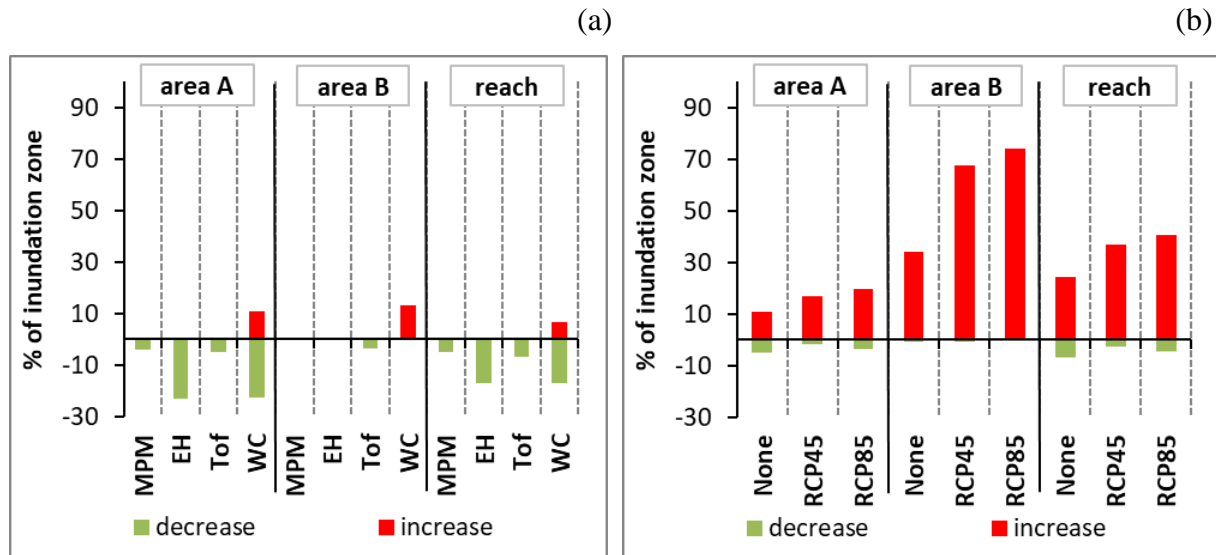 (a)
area A area B reach
% of inundation zone
90
70
50
30
10
-10
-30
MPM EH Tof WC MPM EH Tof WC MPM EH Tof WC
decrease increase
(b)
area A area B reach
% of inundation zone
90
70
50
30
10
-10
-30
None RCP45 RCP85 None RCP45 RCP85 None RCP45 RCP85
decrease increase